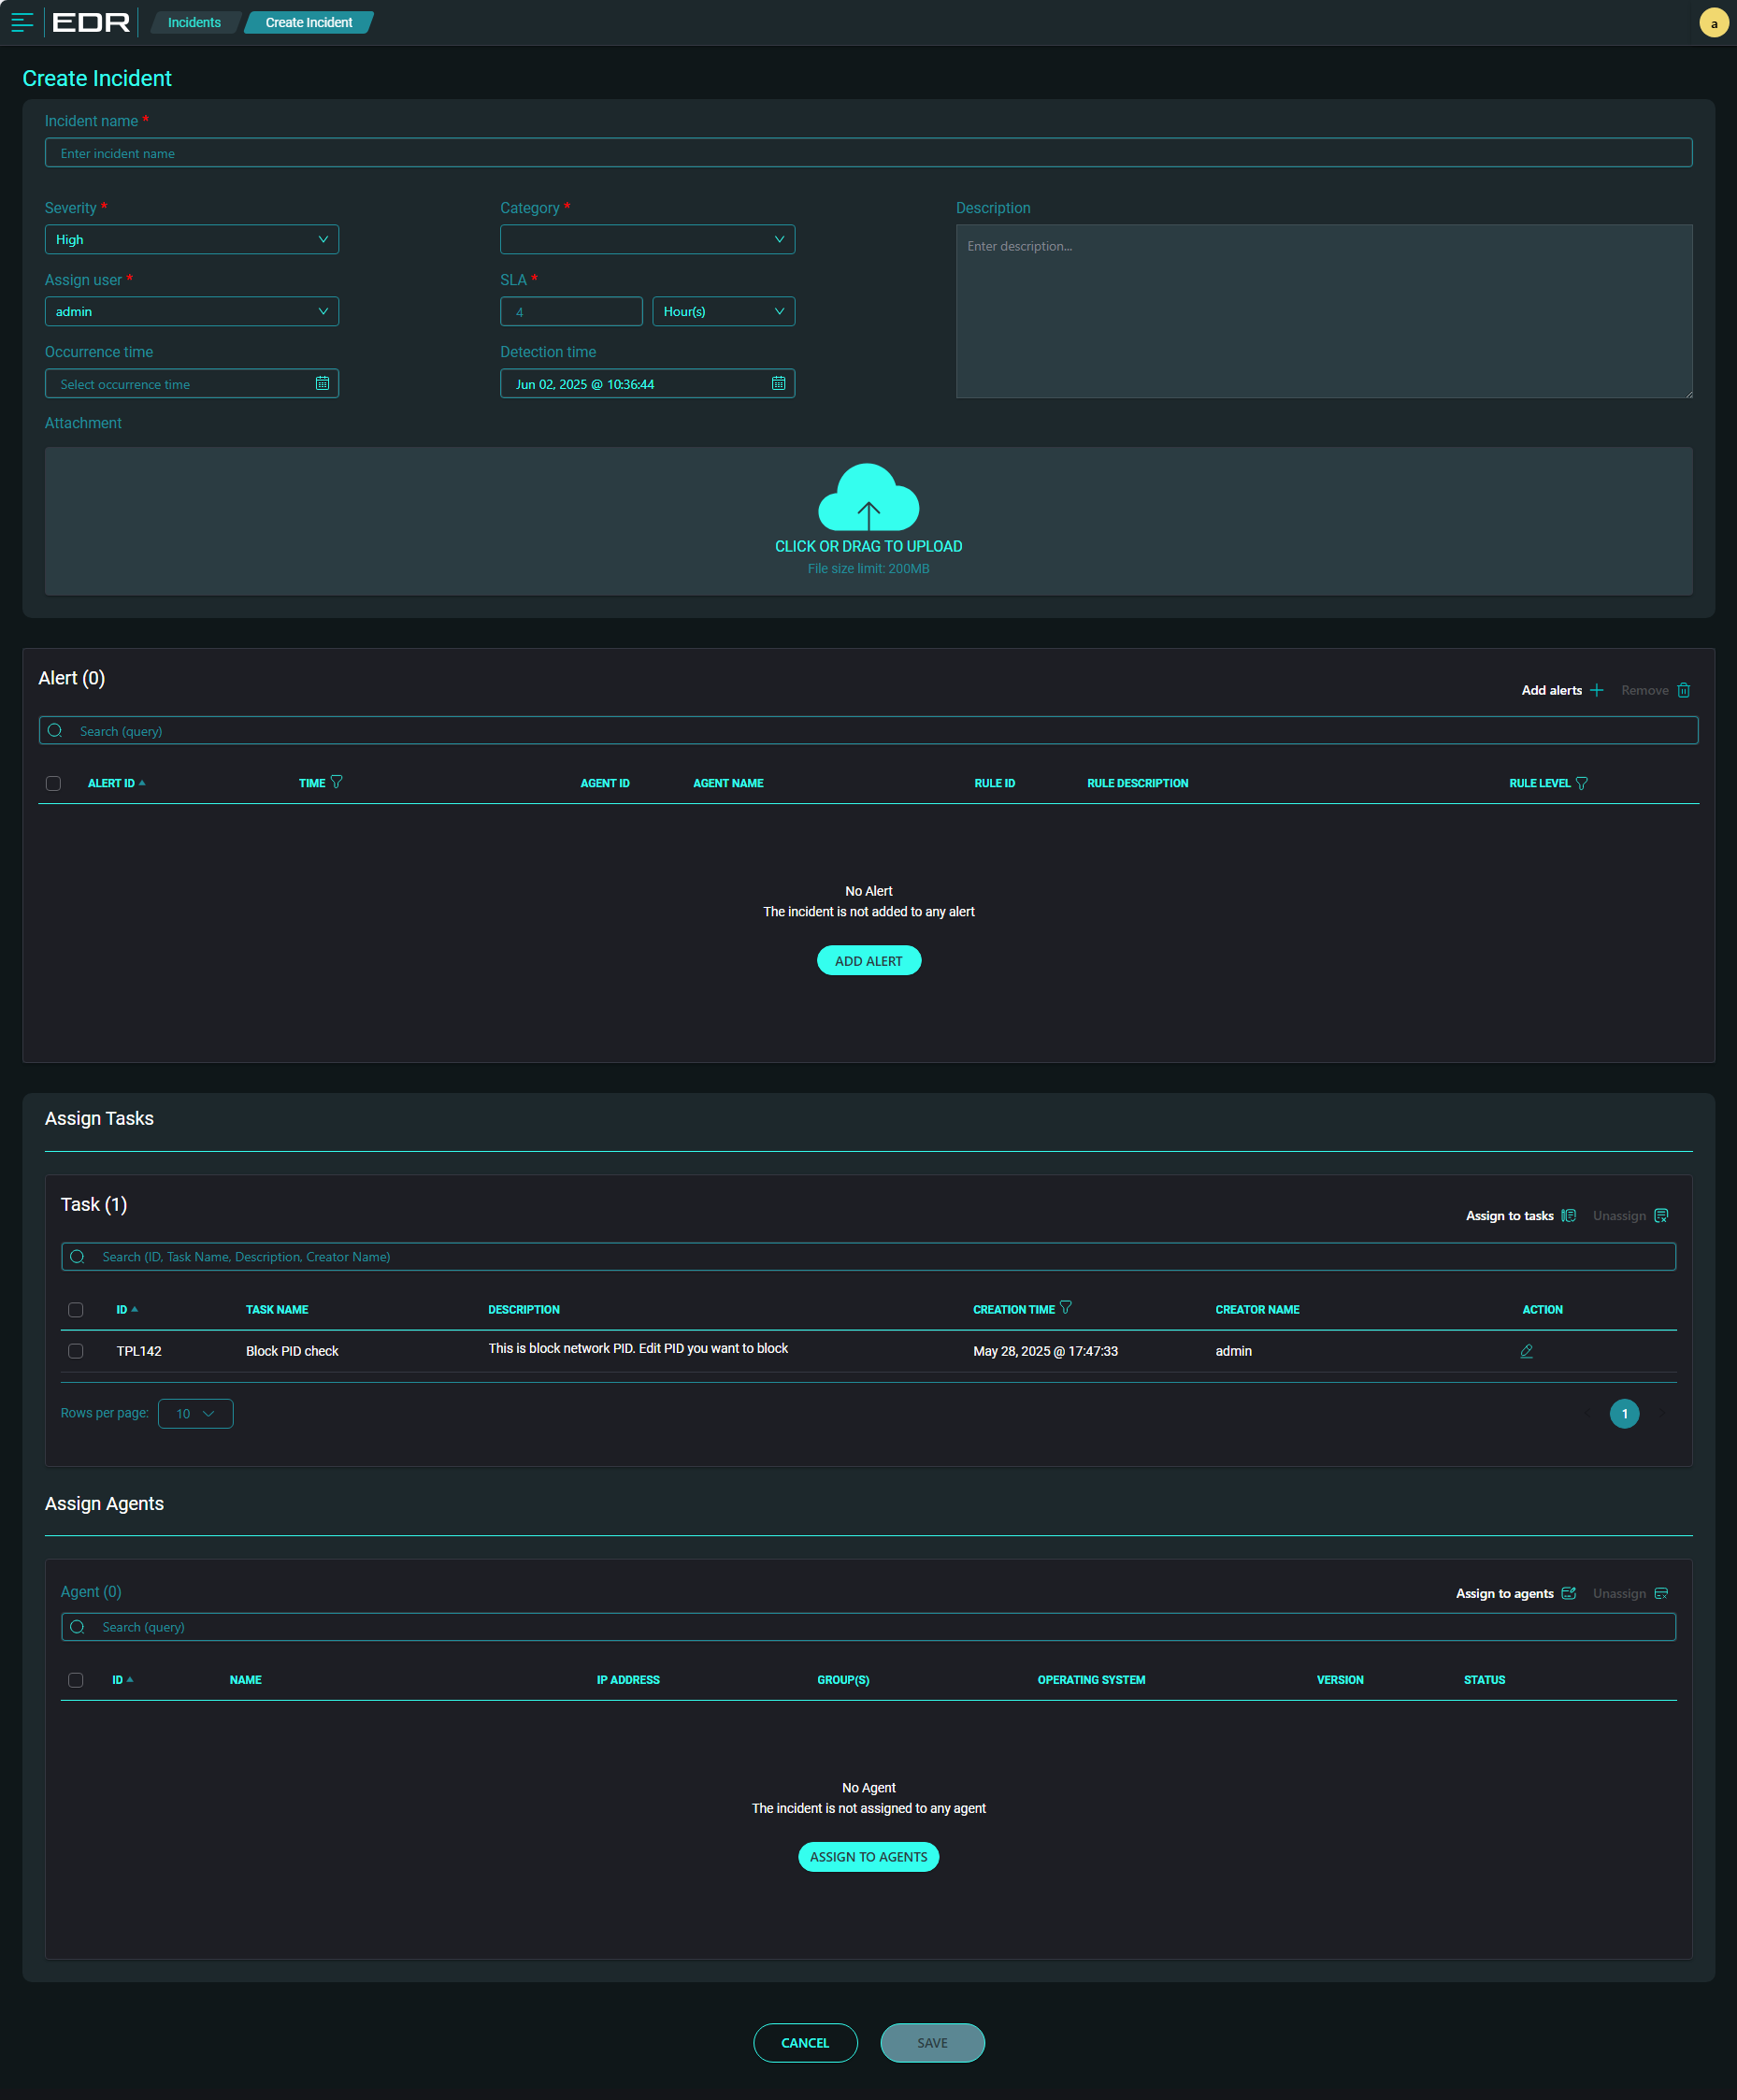 EDR Incidents Create Incident a
Create Incident
Incident name *
Enter incident name
Severity * Category * Description
High Enter description...
Assign user * SLA *
admin 4 Hour(s)
Occurrence time Detection time
Select occurrence time Jun 02, 2025 @ 10:36:44
Attachment
CLICK OR DRAG TO UPLOAD
File size limit: 200MB
Alert (0)
Add alerts Remove
Search (query)
ALERT ID TIME AGENT ID AGENT NAME RULE ID RULE DESCRIPTION RULE LEVEL
No Alert
The incident is not added to any alert
ADD ALERT
Assign Tasks
Task (1)
Assign to tasks Unassign
Search (ID, Task Name, Description, Creator Name)
ID TASK NAME DESCRIPTION CREATION TIME CREATOR NAME ACTION
TPL142 Block PID check This is block network PID. Edit PID you want to block May 28, 2025 @ 17:47:33 admin
Rows per page: 10 1
Assign Agents
Agent (0) Assign to agents Unassign
Search (query)
ID NAME IP ADDRESS GROUP(S) OPERATING SYSTEM VERSION STATUS
No Agent
The incident is not assigned to any agent
ASSIGN TO AGENTS
CANCEL SAVE